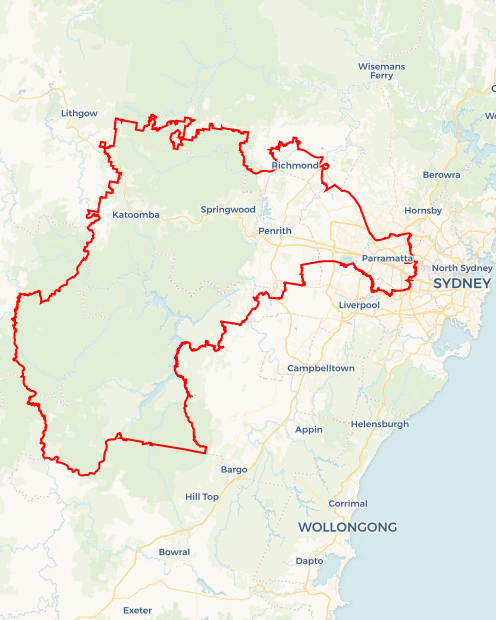 Wisemans
Ferry
C
Lithgow
Wo
Richmond
Berowra
Springwood
Hornsby
Katoomba
Penrith
Parramatta
North Sydney
SYDNEY
Liverpool
Campbelltown
Appin
Helensburgh
Bargo
Hill Top
Corrimal
WOLLONGONG
Bowral
Dapto
Exeter